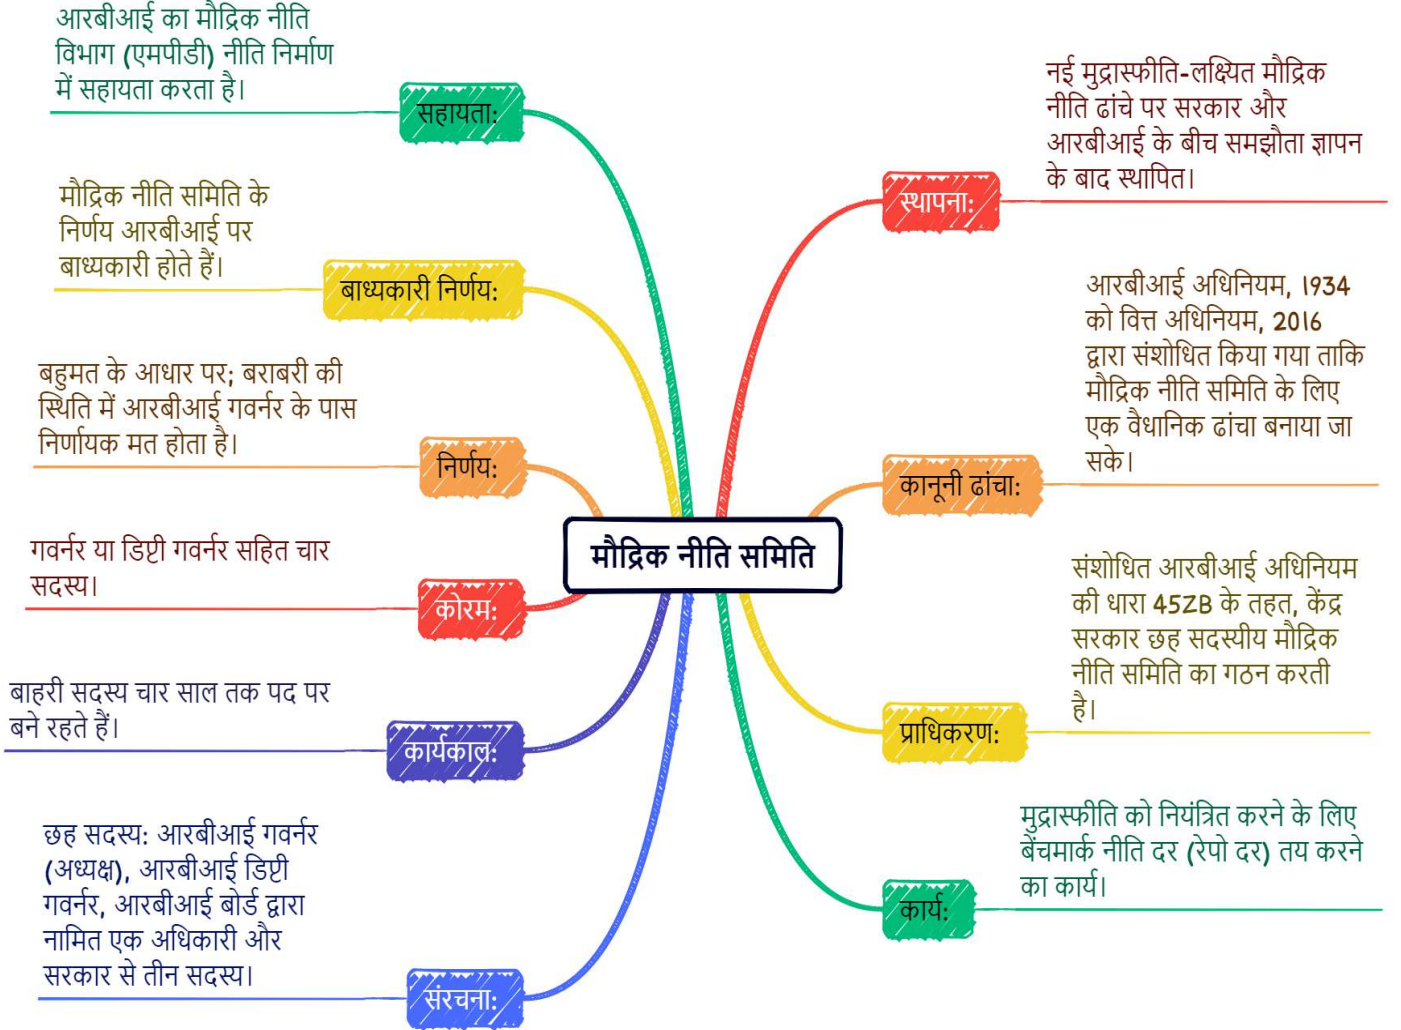 मौद्रिक नीति समिति
स्थापना:
नई मुद्रास्फीति-लक्ष्यित मौद्रिक
नीति ढांचे पर सरकार और
आरबीआई के बीच समझौता ज्ञापन
के बाद स्थापित।
कानूनी ढांचा:
आरबीआई अधिनियम, 1934
को वित्त अधिनियम, 2016
द्वारा संशोधित किया गया ताकि
मौद्रिक नीति समिति के लिए
एक वैधानिक ढांचा बनाया जा
सके।
प्राधिकरण:
संशोधित आरबीआई अधिनियम
की धारा 45ZB के तहत, केंद्र
सरकार छह सदस्यीय मौद्रिक
नीति समिति का गठन करती
है।
कार्य:
मुद्रास्फीति को नियंत्रित करने के लिए
बेंचमार्क नीति दर (रेपो दर) तय करने
का कार्य।
सहायता:
आरबीआई का मौद्रिक नीति
विभाग (एमपीडी) नीति निर्माण
में सहायता करता है।
बाध्यकारी निर्णय:
मौद्रिक नीति समिति के
निर्णय आरबीआई पर
बाध्यकारी होते हैं।
निर्णय:
बहुमत के आधार पर; बराबरी की
स्थिति में आरबीआई गवर्नर के पास
निर्णायक मत होता है।
कोरम:
गवर्नर या डिप्टी गवर्नर सहित चार
सदस्य।
कार्यकाल:
बाहरी सदस्य चार साल तक पद पर
बने रहते हैं।
संरचना:
छह सदस्य: आरबीआई गवर्नर
(अध्यक्ष), आरबीआई डिप्टी
गवर्नर, आरबीआई बोर्ड द्वारा
नामित एक अधिकारी और
सरकार से तीन सदस्य।